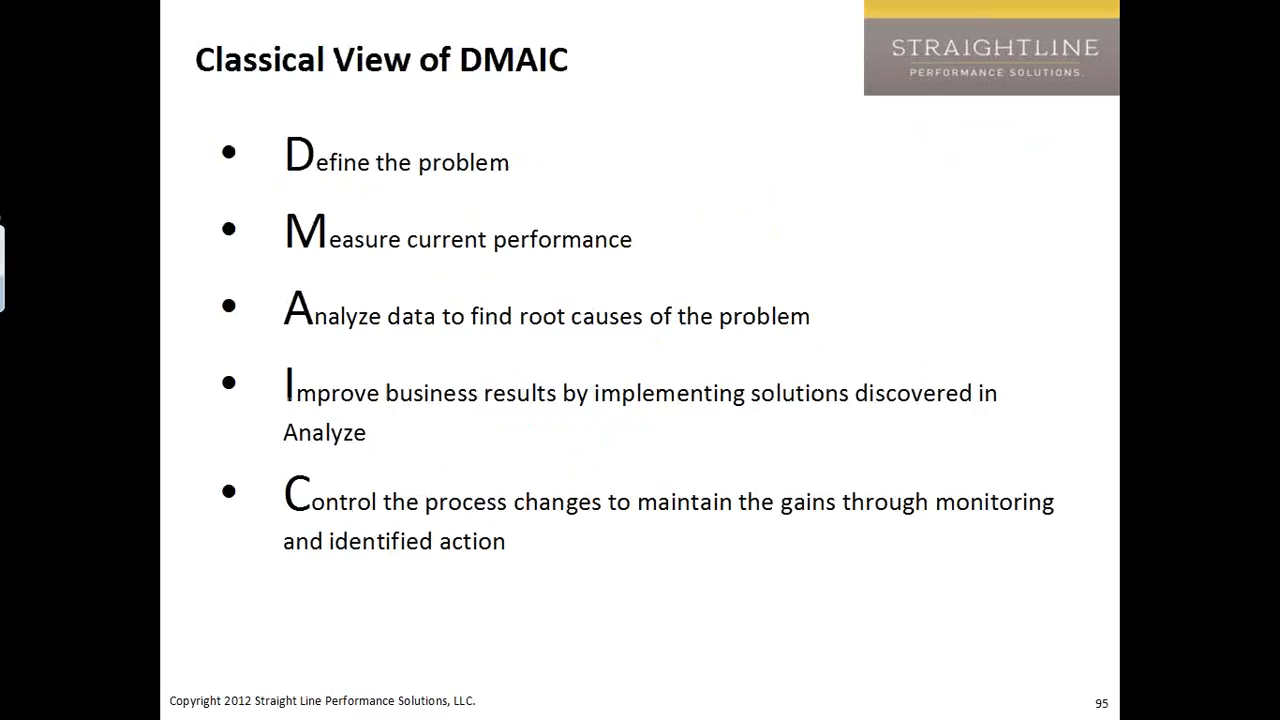 Classical View of DMAIC
STRAIGHTLINE
PERFORMANCE SOLUTIONS.
• Define the problem
• Measure current performance
• Analyze data to find root causes of the problem
• Improve business results by implementing solutions discovered in
Analyze
• Control the process changes to maintain the gains through monitoring
and identified action
Copyright 2012 Straight Line Performance Solutions, LLC.
95